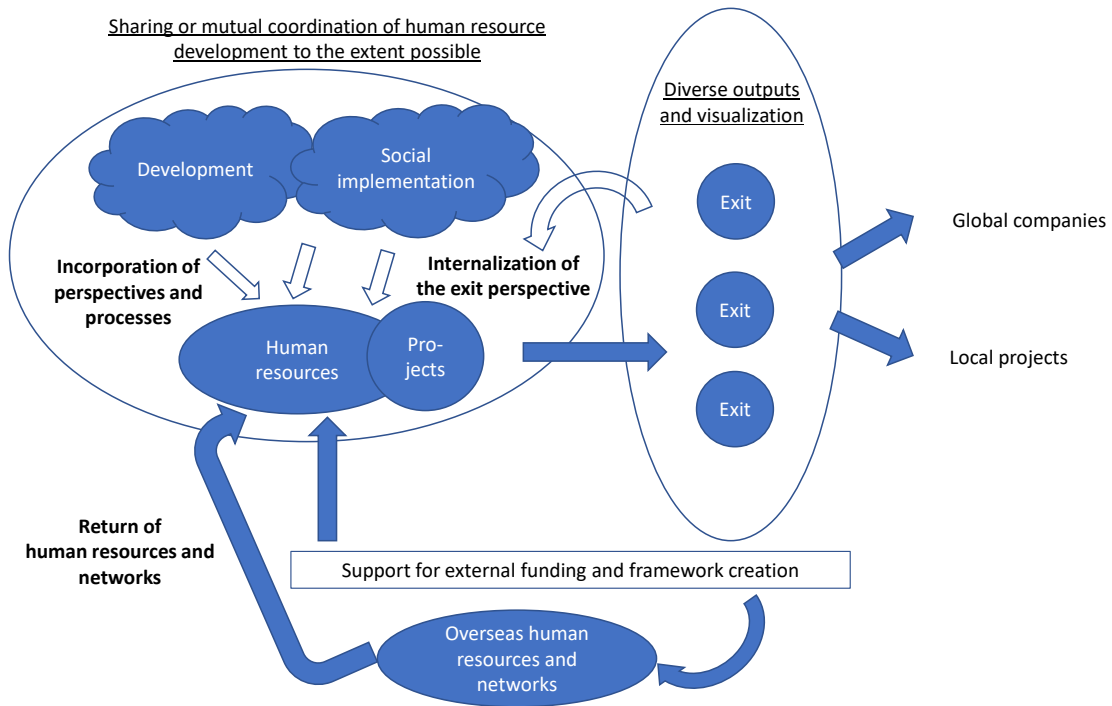 Sharing or mutual coordination of human resource
development to the extent possible
Diverse outputs
and visualization
Development
Social
implementation
Exit
Global companies
Incorporation of
perspectives and
processes
Internalization of
the exit perspective
Exit
Human
resources
Pro-
jects
Local projects
Exit
Return of
human resources and
networks
Support for external funding and framework creation
Overseas human
resources and
networks